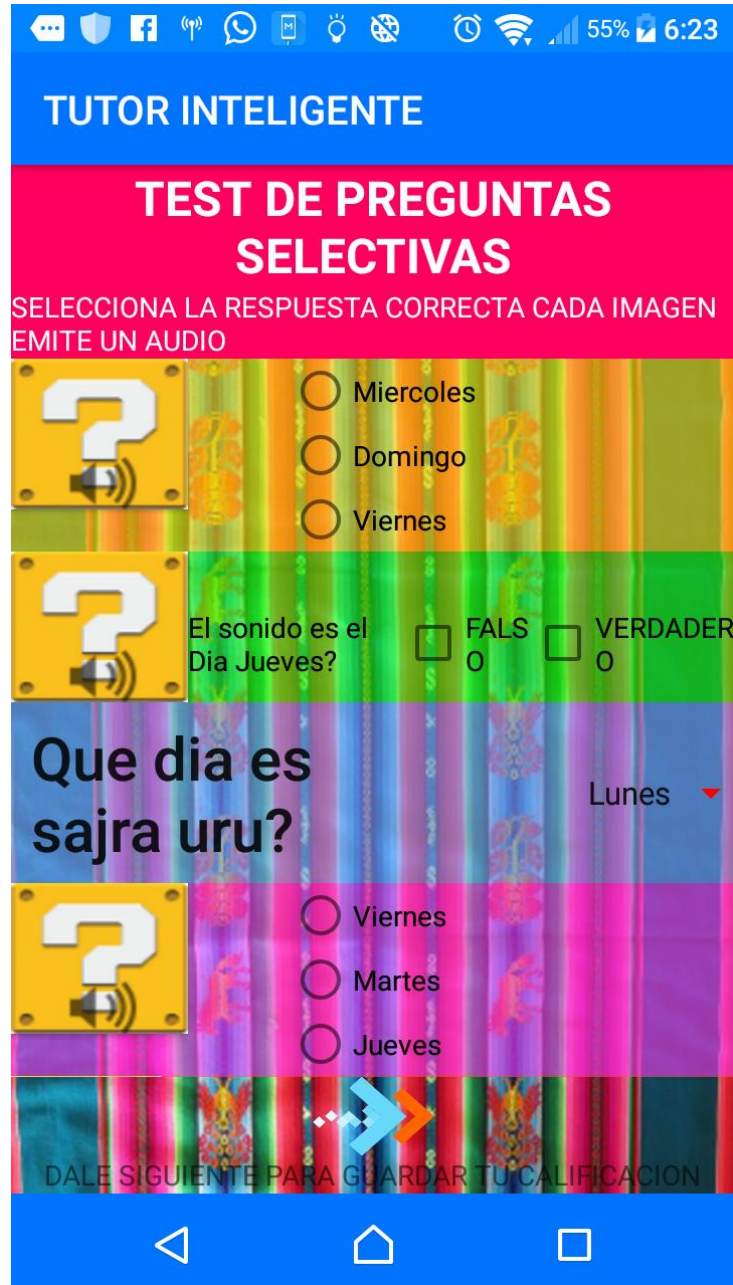 55% 6:23
TUTOR INTELIGENTE
TEST DE PREGUNTAS
SELECTIVAS
SELECCIONA LA RESPUESTA CORRECTA CADA IMAGEN
EMITE UN AUDIO
Miercoles
Domingo
Viernes
El sonido es el
Dia Jueves?
FALS
O
VERDADER
O
Que dia es
sajra uru?
Lunes
Viernes
Martes
Jueves
DALE SIGUIENTE PARA GUARDAR TU CALIFICACION